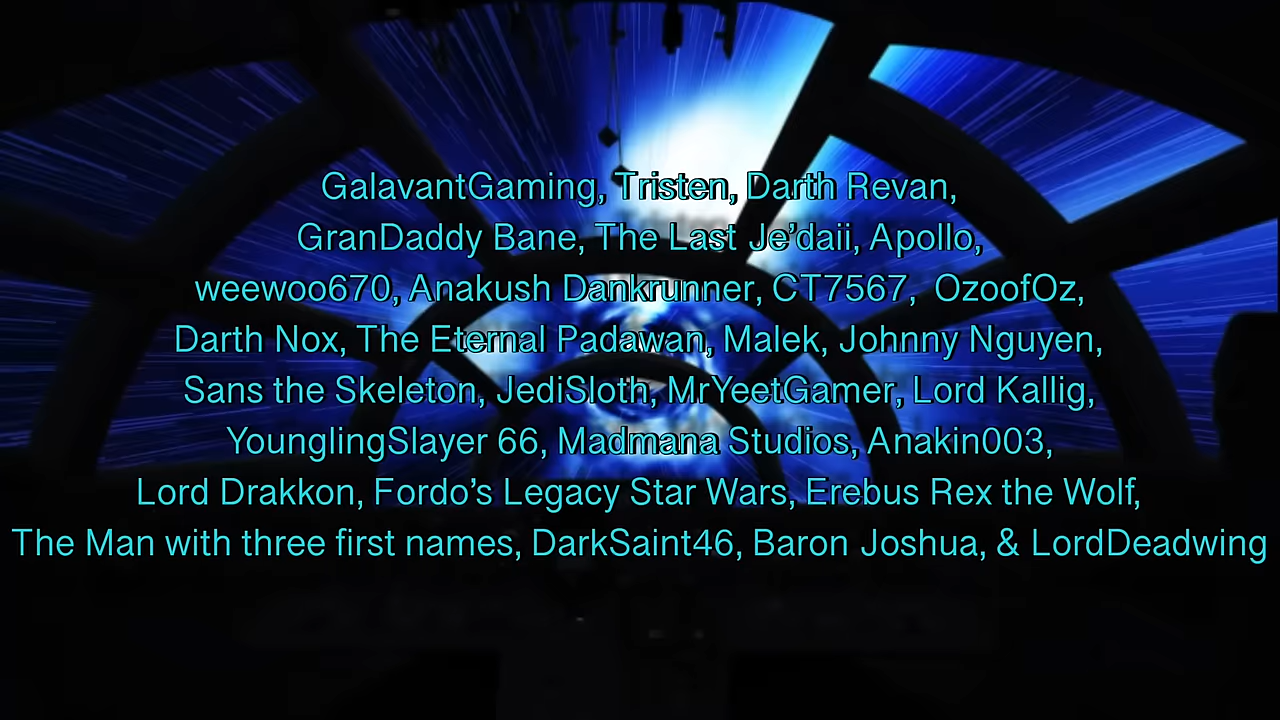 GalavantGaming, Tristen, Darth Revan,
GranDaddy Bane, The Last Je’daii, Apollo,
weewoo670, Anakush Dankrunner, CT7567,  OzoofOz,
Darth Nox, The Eternal Padawan, Malek, Johnny Nguyen,
Sans the Skeleton, JediSloth, MrYeetGamer, Lord Kallig,
YounglingSlayer 66, Madmana Studios, Anakin003,
Lord Drakkon, Fordo’s Legacy Star Wars, Erebus Rex the Wolf,
The Man with three first names, DarkSaint46, Baron Joshua, & LordDeadwing